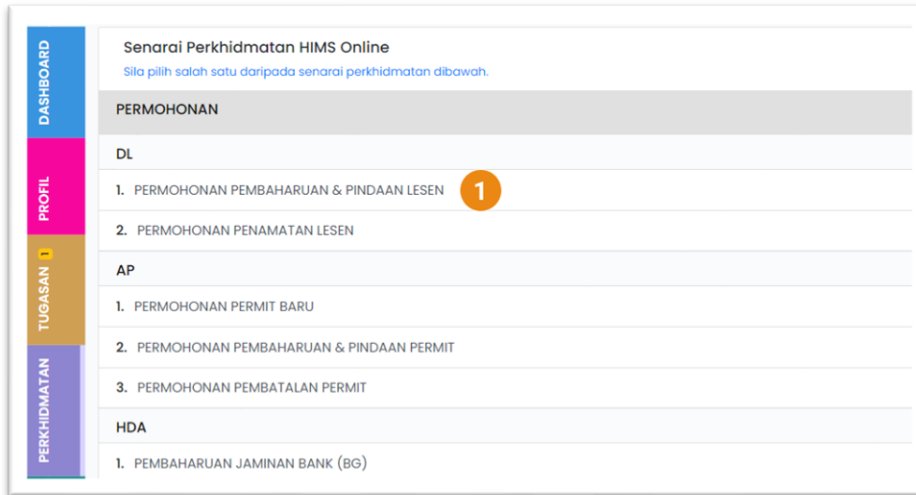 DASHBOARD
PROFIL
TUGASAN 1
PERKHIDMATAN
Senarai Perkhidmatan HIMS Online
Sila pilih salah satu daripada senarai perkhidmatan dibawah.
PERMOHONAN
DL
1. PERMOHONAN PEMBAHARUAN & PINDAAN LESEN 1
2. PERMOHONAN PENAMATAN LESEN
AP
1. PERMOHONAN PERMIT BARU
2. PERMOHONAN PEMBAHARUAN & PINDAAN PERMIT
3. PERMOHONAN PEMBATALAN PERMIT
HDA
1. PEMBAHARUAN JAMINAN BANK (BG)